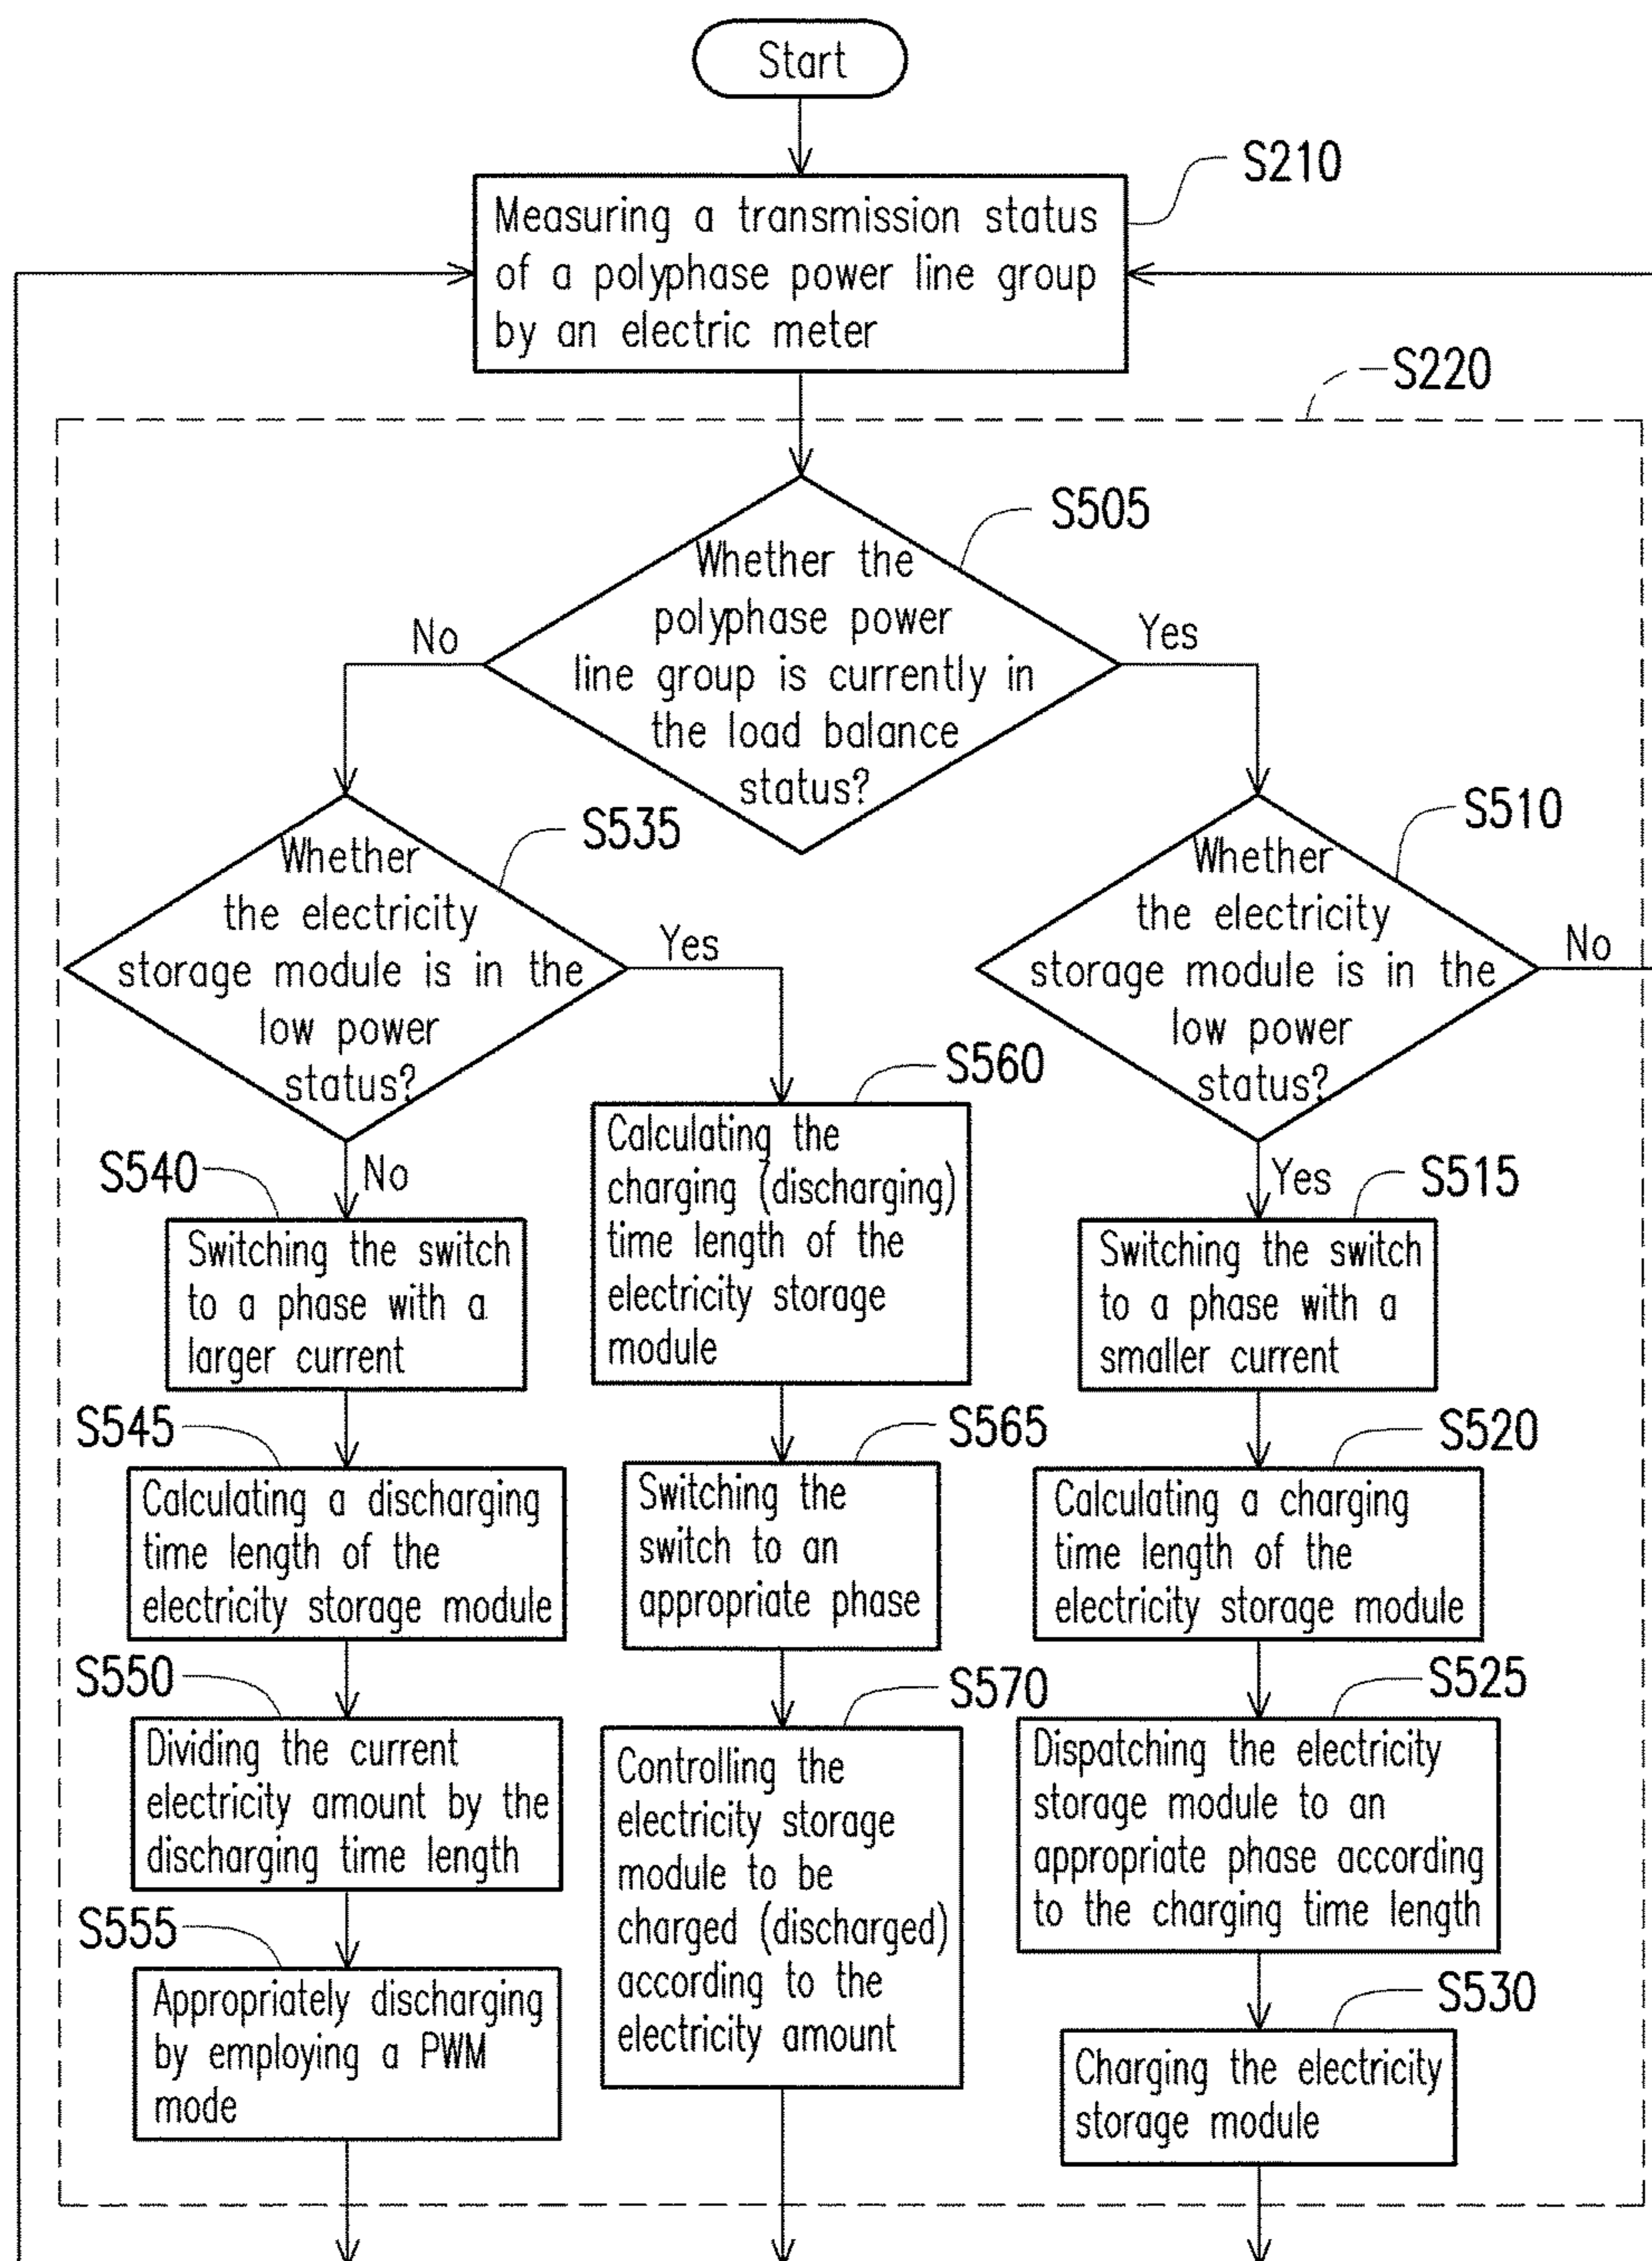 Start
S210
Measuring a transmission status
of a polyphase power line group
by an electric meter
S220
S505
Whether the
polyphase power
line group is currently in
the load balance
status?
No
Yes
S535
Whether
the electricity
storage module is in the
low power
status?
Yes
No
S510
Whether
the electricity
storage module is in the
low power
status?
No
Yes
S540
Switching the switch
to a phase with a
larger current
S545
Calculating a discharging
time length of the
electricity storage module
S550
Dividing the current
electricity amount by the
discharging time length
S555
Appropriately discharging
by employing a PWM
mode
S560
Calculating the
charging (discharging)
time length of the
electricity storage
module
S565
Switching the
switch to an
appropriate phase
S570
Controlling the
electricity storage
module to be
charged (discharged)
according to the
electricity amount
S515
Switching the switch
to a phase with a
smaller current
S520
Calculating a charging
time length of the
electricity storage module
S525
Dispatching the electricity
storage module to an
appropriate phase according
to the charging time length
S530
Charging the electricity
storage module